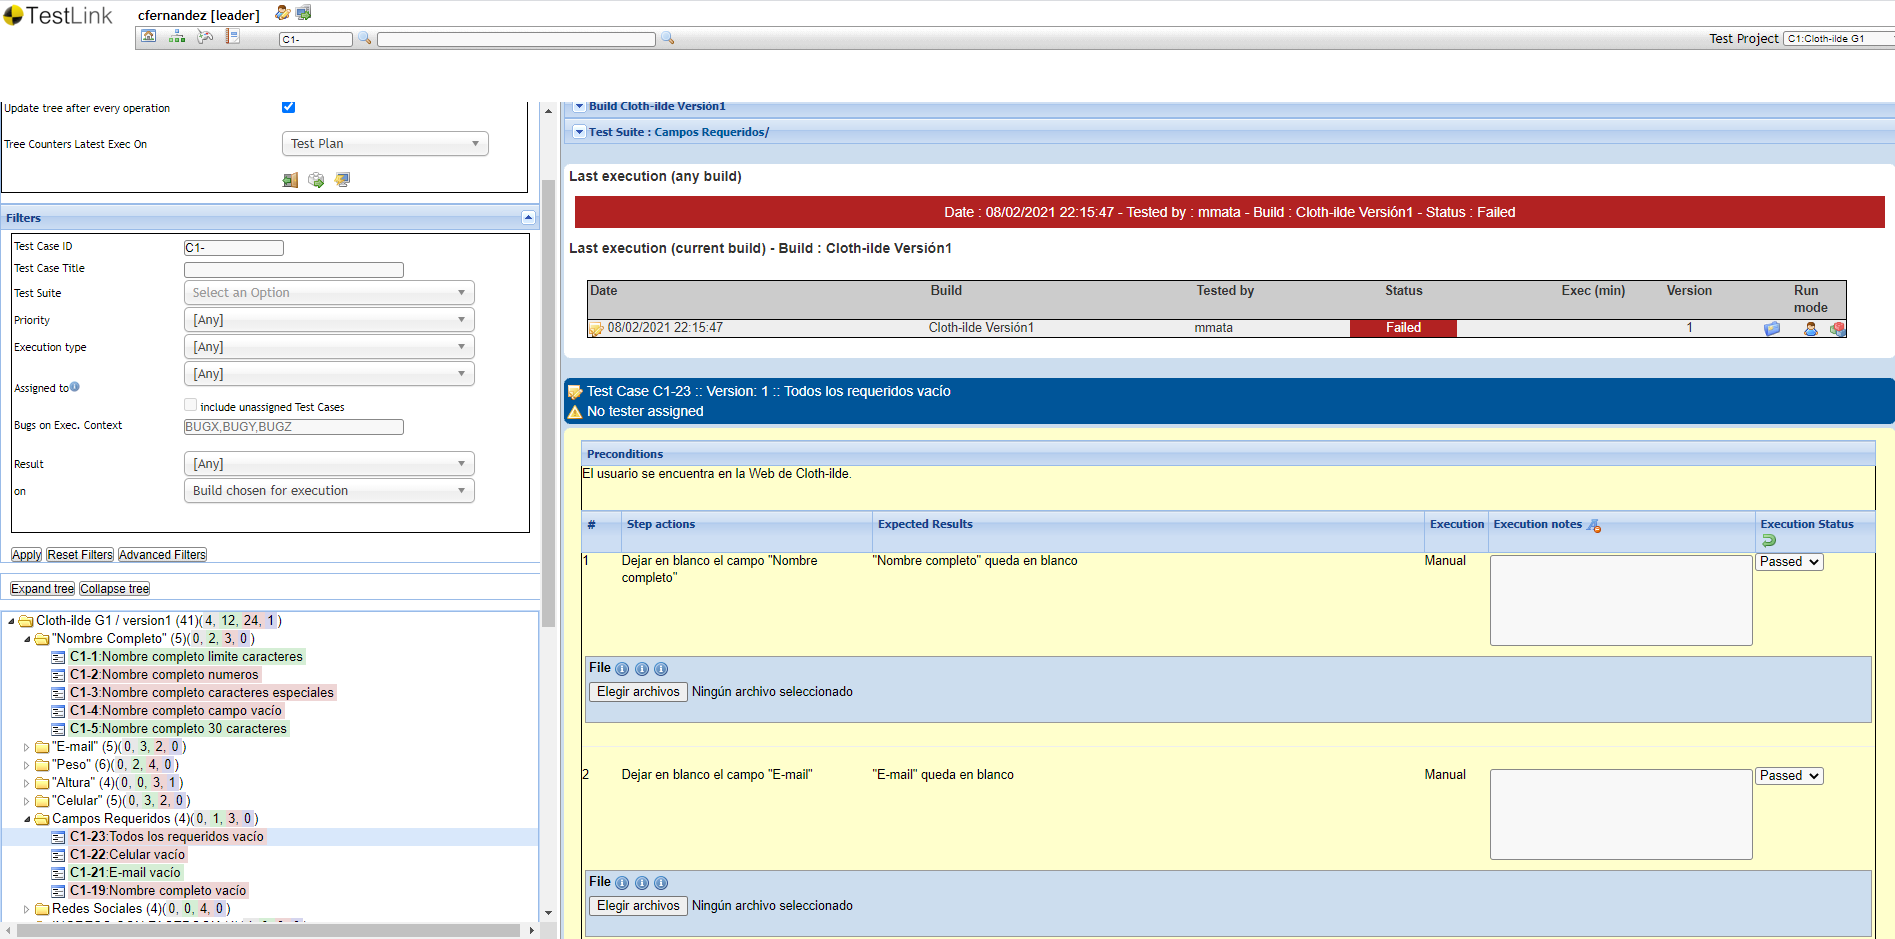 TestLink
cfernandez [leader]
C1-
Test Project C1:Cloth-ilde G1
Update tree after every operation
Tree Counters Latest Exec On Test Plan
Filters
Test Case ID C1-
Test Case Title
Test Suite Select an Option
Priority [Any]
Execution type [Any]
[Any]
Assigned to
include unassigned Test Cases
Bugs on Exec. Context BUGX,BUGY,BUGZ
Result [Any]
on Build chosen for execution
Apply Reset Filters Advanced Filters
Expand tree Collapse tree
Cloth-ilde G1 / version1 (41)(4, 12, 24, 1)
"Nombre Completo" (5)(0, 2, 3, 0)
C1-1:Nombre completo limite caracteres
C1-2:Nombre completo numeros
C1-3:Nombre completo caracteres especiales
C1-4:Nombre completo campo vacío
C1-5:Nombre completo 30 caracteres
"E-mail" (5)(0, 3, 2, 0)
"Peso" (6)(0, 2, 4, 0)
"Altura" (4)(0, 0, 3, 1)
"Celular" (5)(0, 3, 2, 0)
Campos Requeridos (4)(0, 1, 3, 0)
C1-23:Todos los requeridos vacío
C1-22:Celular vacío
C1-21:E-mail vacío
C1-19:Nombre completo vacío
Redes Sociales (4)(0, 0, 4, 0)
Build Cloth-ilde Versión1
Test Suite : Campos Requeridos/
Last execution (any build)
Date : 08/02/2021 22:15:47 - Tested by : mmata - Build : Cloth-ilde Versión1 - Status : Failed
Last execution (current build) - Build : Cloth-ilde Versión1
Date Build Tested by Status Exec (min) Version Run mode
08/02/2021 22:15:47 Cloth-ilde Versión1 mmata Failed 1
Test Case C1-23 :: Version: 1 :: Todos los requeridos vacío
No tester assigned
Preconditions
El usuario se encuentra en la Web de Cloth-ilde.
# Step actions Expected Results Execution Execution notes Execution Status
1 Dejar en blanco el campo "Nombre completo" "Nombre completo" queda en blanco Manual Passed
File
Elegir archivos Ningún archivo seleccionado
2 Dejar en blanco el campo "E-mail" "E-mail" queda en blanco Manual Passed
File
Elegir archivos Ningún archivo seleccionado